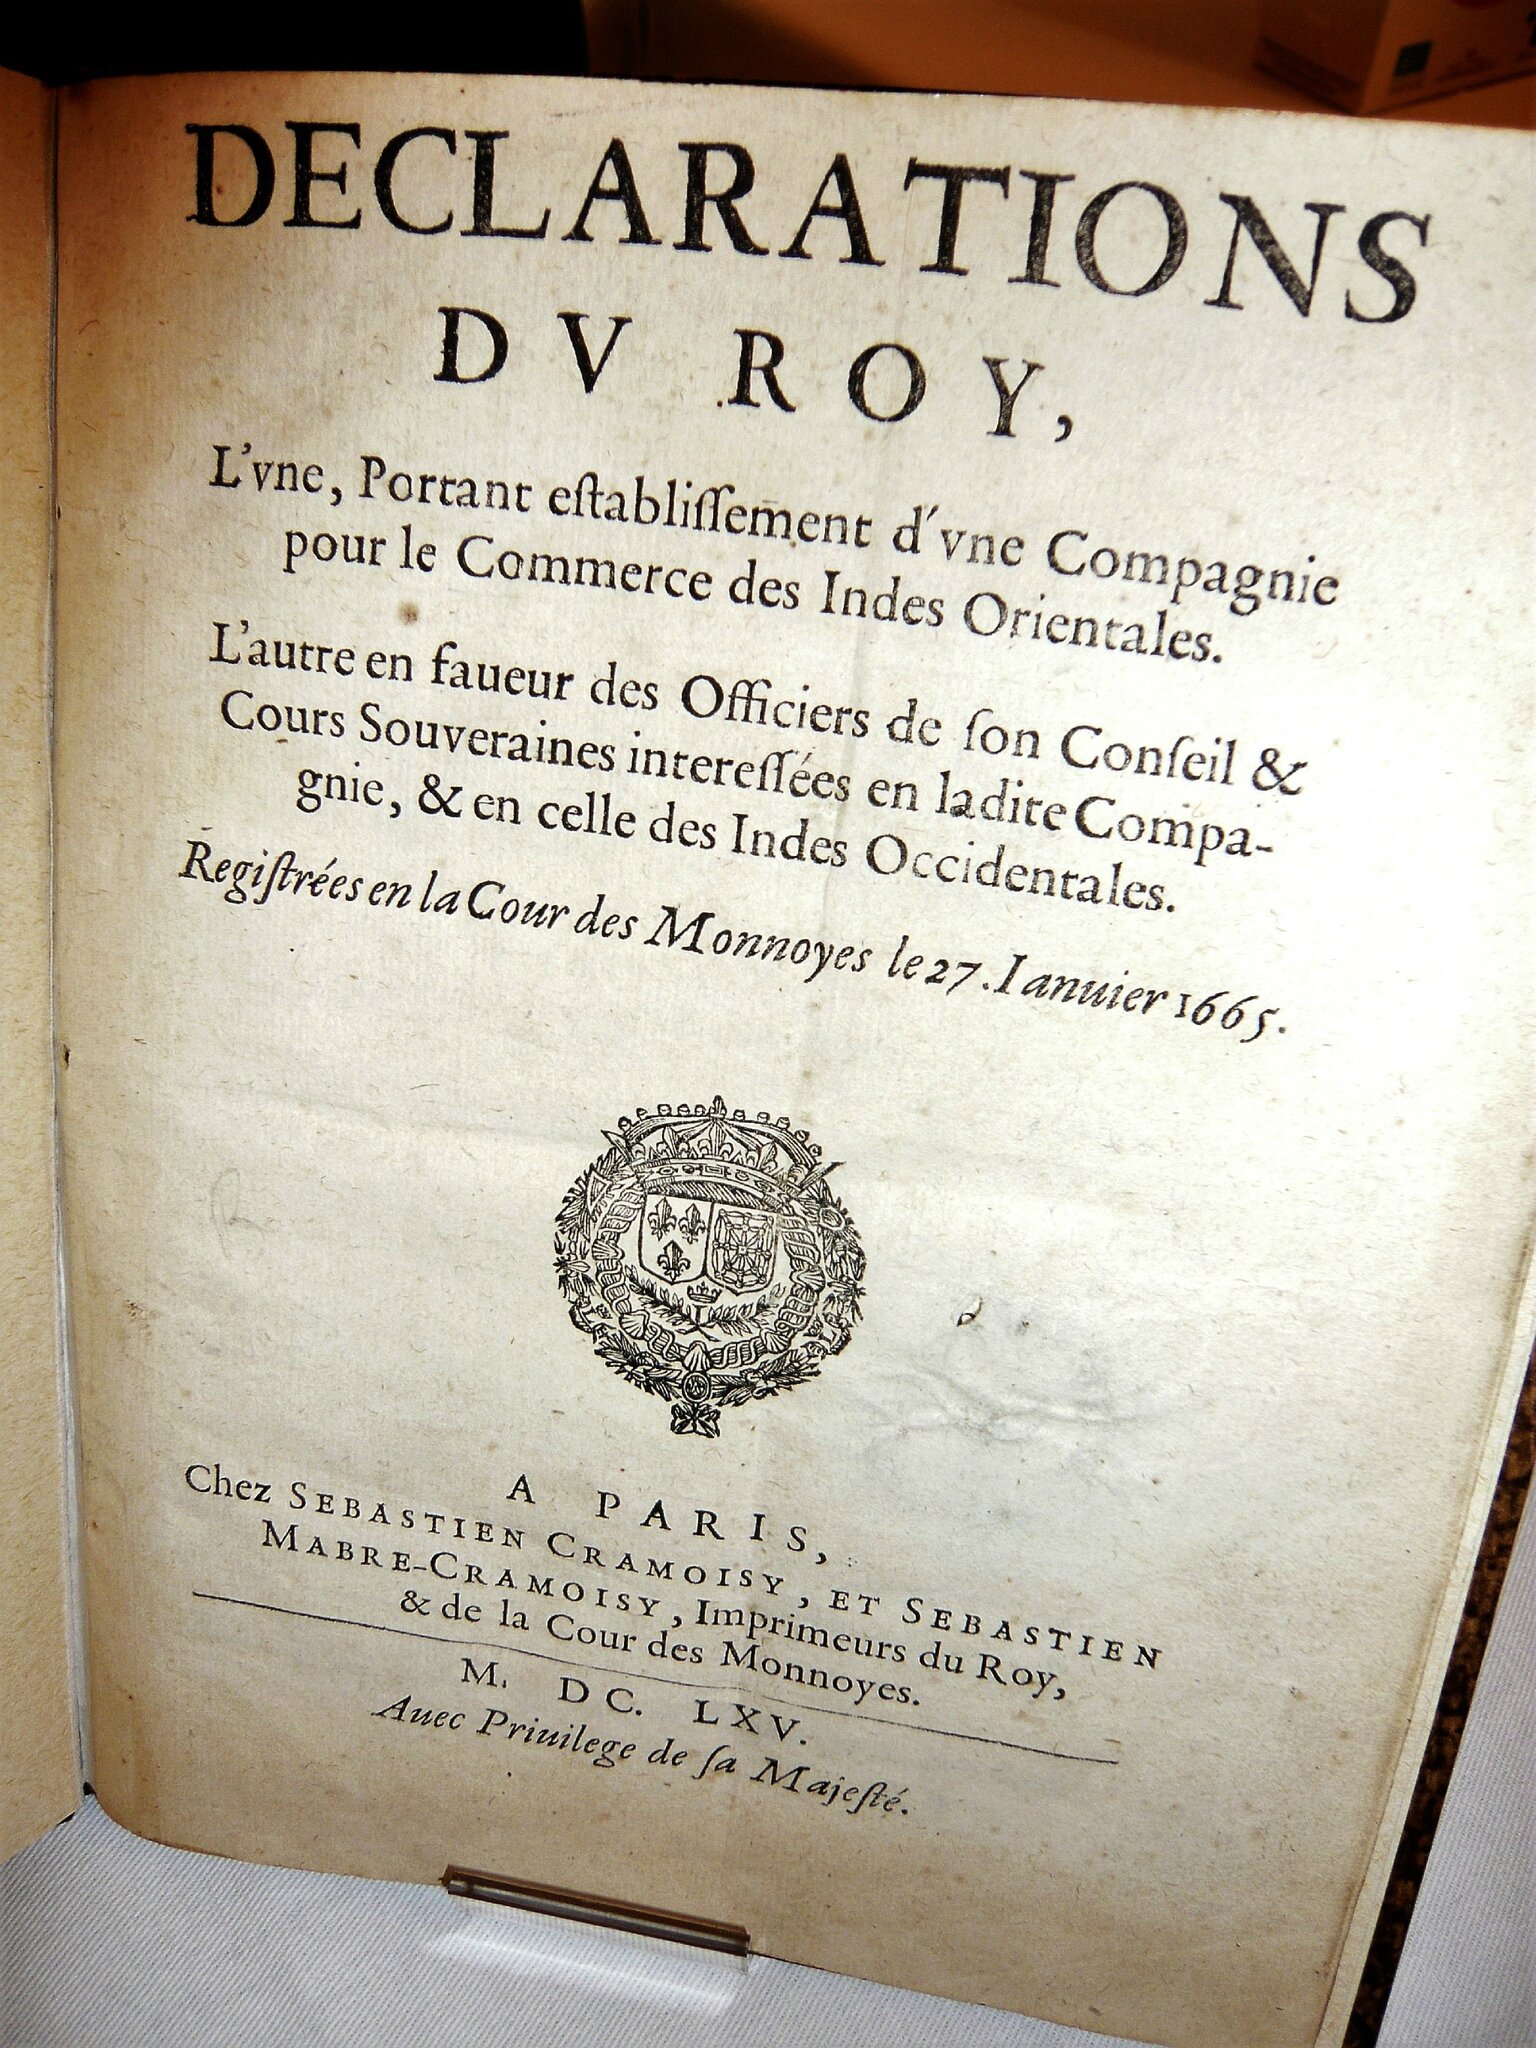 DECLARATIONS
DV ROY,
L'vne, Portant eſtabliſſement d'vne Compagnie
pour le Commerce des Indes Orientales.
L'autre en faueur des Officiers de ſon Conſeil &
Cours Souveraines intereſſées en ladite Compa-
gnie, & en celle des Indes Occidentales.
Regiſtrées en la Cour des Monnoyes le 27. Ianuier 1665.
A PARIS,
Chez SEBASTIEN CRAMOISY, ET SEBASTIEN
MABRE-CRAMOISY, Imprimeurs du Roy,
& de la Cour des Monnoyes.
M. DC. LXV.
Auec Priuilege de ſa Majeſté.